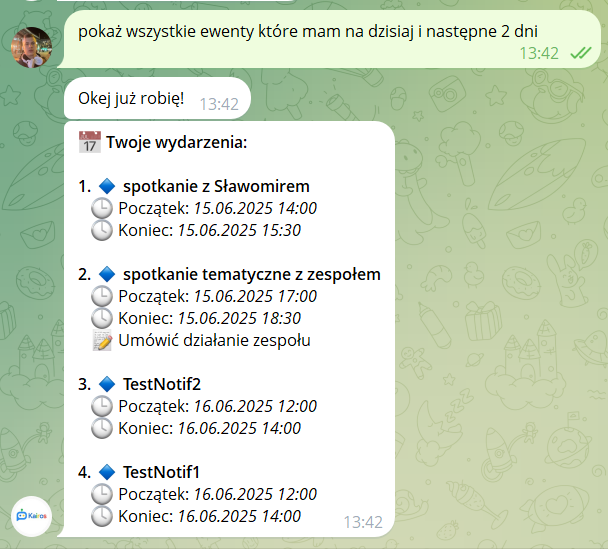 pokaż wszystkie ewenty które mam na dzisiaj i następne 2 dni
13:42
Okej już robię! 13:42
17 Twoje wydarzenia:
1. spotkanie z Sławomirem
Początek: 15.06.2025 14:00
Koniec: 15.06.2025 15:30
2. spotkanie tematyczne z zespołem
Początek: 15.06.2025 17:00
Koniec: 15.06.2025 18:30
Umówić działanie zespołu
3. TestNotif2
Początek: 16.06.2025 12:00
Koniec: 16.06.2025 14:00
4. TestNotif1
Początek: 16.06.2025 12:00
Koniec: 16.06.2025 14:00
Kairos 13:42